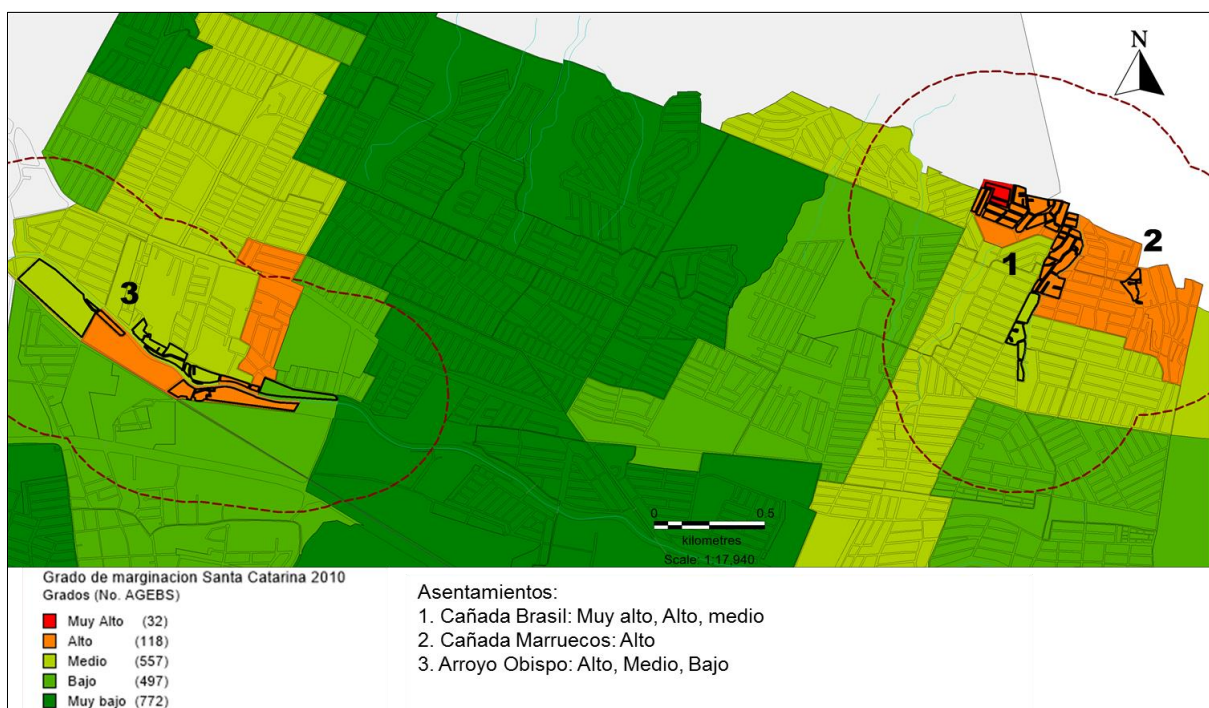 N
1
2
3
0 0.5
kilometres
Scale: 1:17,940
Grado de marginacion Santa Catarina 2010
Grados (No. AGEBS)
Muy Alto (32)
Alto (118)
Medio (557)
Bajo (497)
Muy bajo (772)
Asentamientos:
1. Cañada Brasil: Muy alto, Alto, medio
2. Cañada Marruecos: Alto
3. Arroyo Obispo: Alto, Medio, Bajo